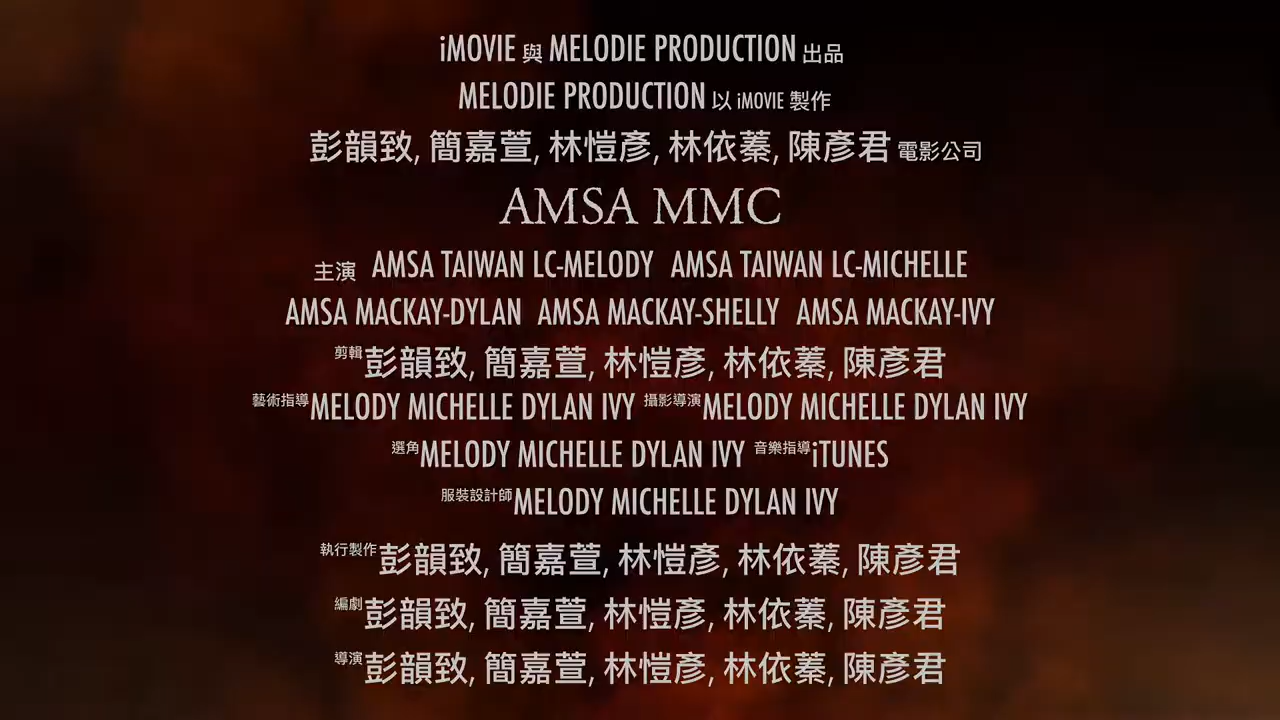 iMOVIE 與 MELODIE PRODUCTION 出品
MELODIE PRODUCTION 以 iMOVIE 製作
彭韻致, 簡嘉萱, 林愷彥, 林依蓁, 陳彥君 電影公司
AMSA MMC
主演 AMSA TAIWAN LC-MELODY AMSA TAIWAN LC-MICHELLE
AMSA MACKAY-DYLAN AMSA MACKAY-SHELLY AMSA MACKAY-IVY
剪輯彭韻致, 簡嘉萱, 林愷彥, 林依蓁, 陳彥君
藝術指導MELODY MICHELLE DYLAN IVY 攝影導演MELODY MICHELLE DYLAN IVY
選角MELODY MICHELLE DYLAN IVY 音樂指導iTUNES
服裝設計師MELODY MICHELLE DYLAN IVY
執行製作彭韻致, 簡嘉萱, 林愷彥, 林依蓁, 陳彥君
編劇彭韻致, 簡嘉萱, 林愷彥, 林依蓁, 陳彥君
導演彭韻致, 簡嘉萱, 林愷彥, 林依蓁, 陳彥君